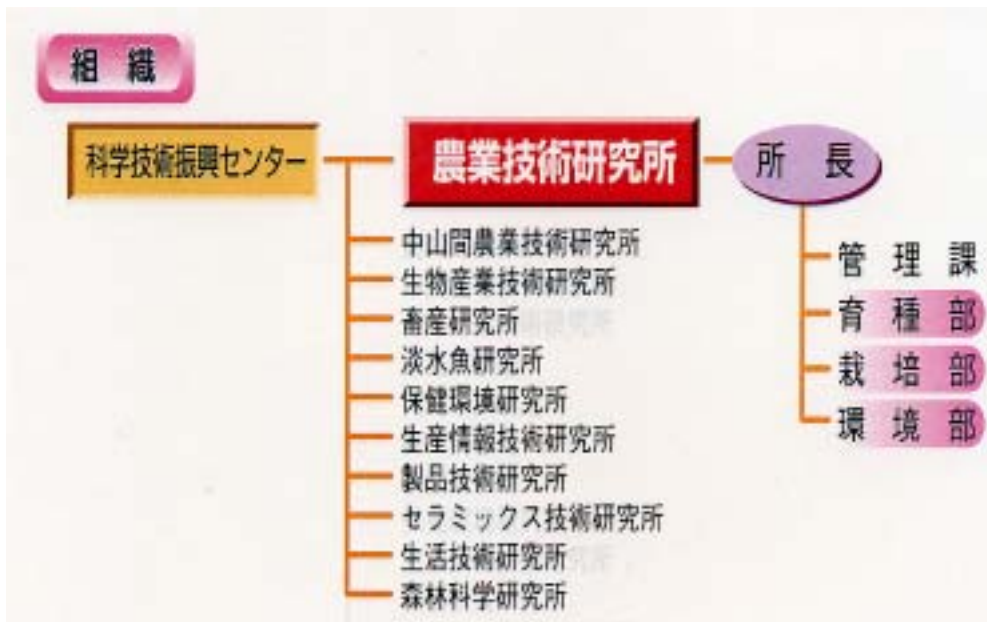 組織
科学技術振興センター
農業技術研究所
所長
中山間農業技術研究所
生物産業技術研究所
畜産研究所
淡水魚研究所
保健環境研究所
生産情報技術研究所
製品技術研究所
セラミックス技術研究所
生活技術研究所
森林科学研究所
管理課
育種部
栽培部
環境部